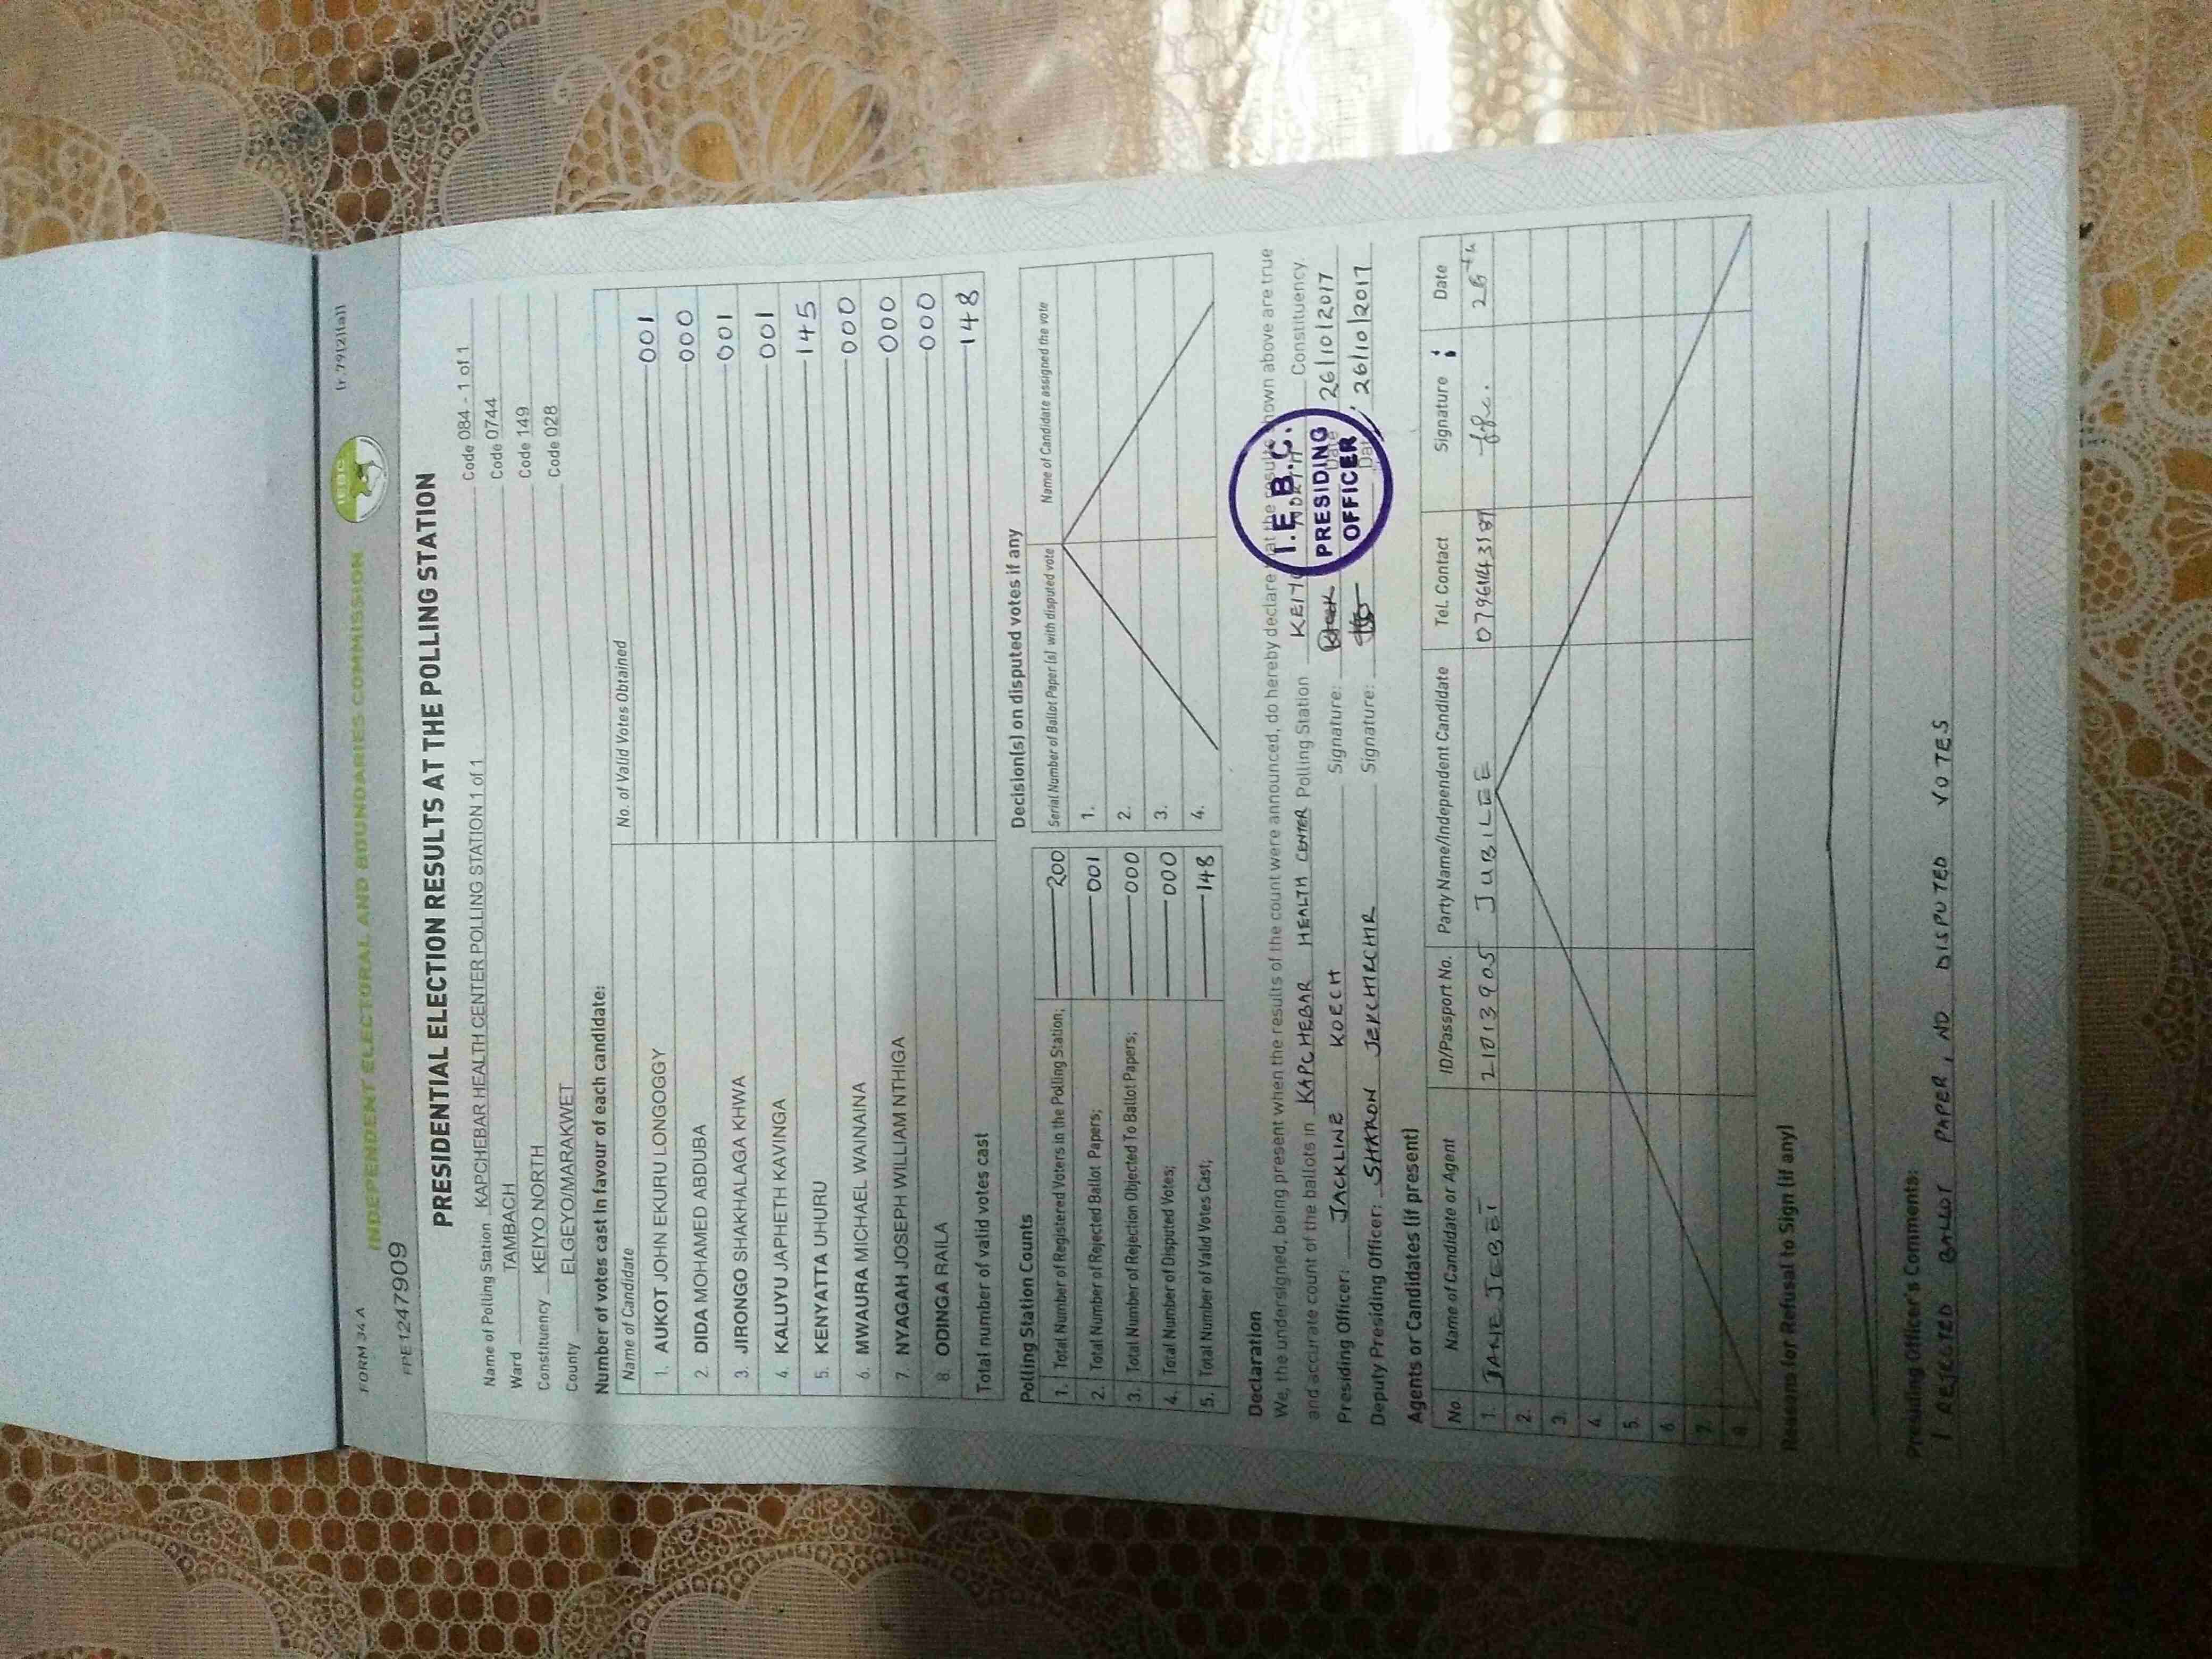 FORM 34 A
(r.79(2)(a))
INDEPENDENT ELECTORAL AND BOUNDARIES COMMISSION
IEBC
FPE1247909
PRESIDENTIAL ELECTION RESULTS AT THE POLLING STATION
Name of Polling Station KAPCHEBAR HEALTH CENTER POLLING STATION 1 of 1 Code 084 - 1 of 1
Ward TAMBACH Code 0744
Constituency KEIYO NORTH Code 149
County ELGEYO/MARAKWET Code 028
Number of votes cast in favour of each candidate:
Name of Candidate No. of Valid Votes Obtained
1. AUKOT JOHN EKURU LONGOGGY 001
2. DIDA MOHAMED ABDUBA 000
3. JIRONGO SHAKHALAGA KHWA 001
4. KALUYU JAPHETH KAVINGA 001
5. KENYATTA UHURU 145
6. MWAURA MICHAEL WAINAINA 000
7. NYAGAH JOSEPH WILLIAM NTHIGA 000
8. ODINGA RAILA 000
Total number of valid votes cast 148
Polling Station Counts
1. Total Number of Registered Voters in the Polling Station; 200
2. Total Number of Rejected Ballot Papers; 001
3. Total Number of Rejection Objected To Ballot Papers; 000
4. Total Number of Disputed Votes; 000
5. Total Number of Valid Votes Cast; 148
Decision(s) on disputed votes if any
Serial Number of Ballot Paper(s) with disputed vote Name of Candidate assigned the vote
1.
2.
3.
4.
Declaration
We, the undersigned, being present when the results of the count were announced, do hereby declare that the results shown above are true
and accurate count of the ballots in KAPCHEBAR HEALTH CENTER Polling Station KEIYO NORTH Constituency.
Presiding Officer: JACKLINE KOECH Signature: Date 26/10/2017
Deputy Presiding Officer: SHARON JERCHIRCHIR Signature: Date 26/10/2017
I.E.B.C.
PRESIDING
OFFICER
Agents or Candidates (if present)
No Name of Candidate or Agent ID/Passport No. Party Name/Independent Candidate Tel. Contact Signature Date
1. JANE JEBET 21013905 JUBILEE 26th
2.
3.
4.
5.
6.
7.
8.
Reasons for Refusal to Sign (if any)
Presiding Officer's Comments:
1 REJECTED BALLOT PAPER, NO DISPUTED VOTES